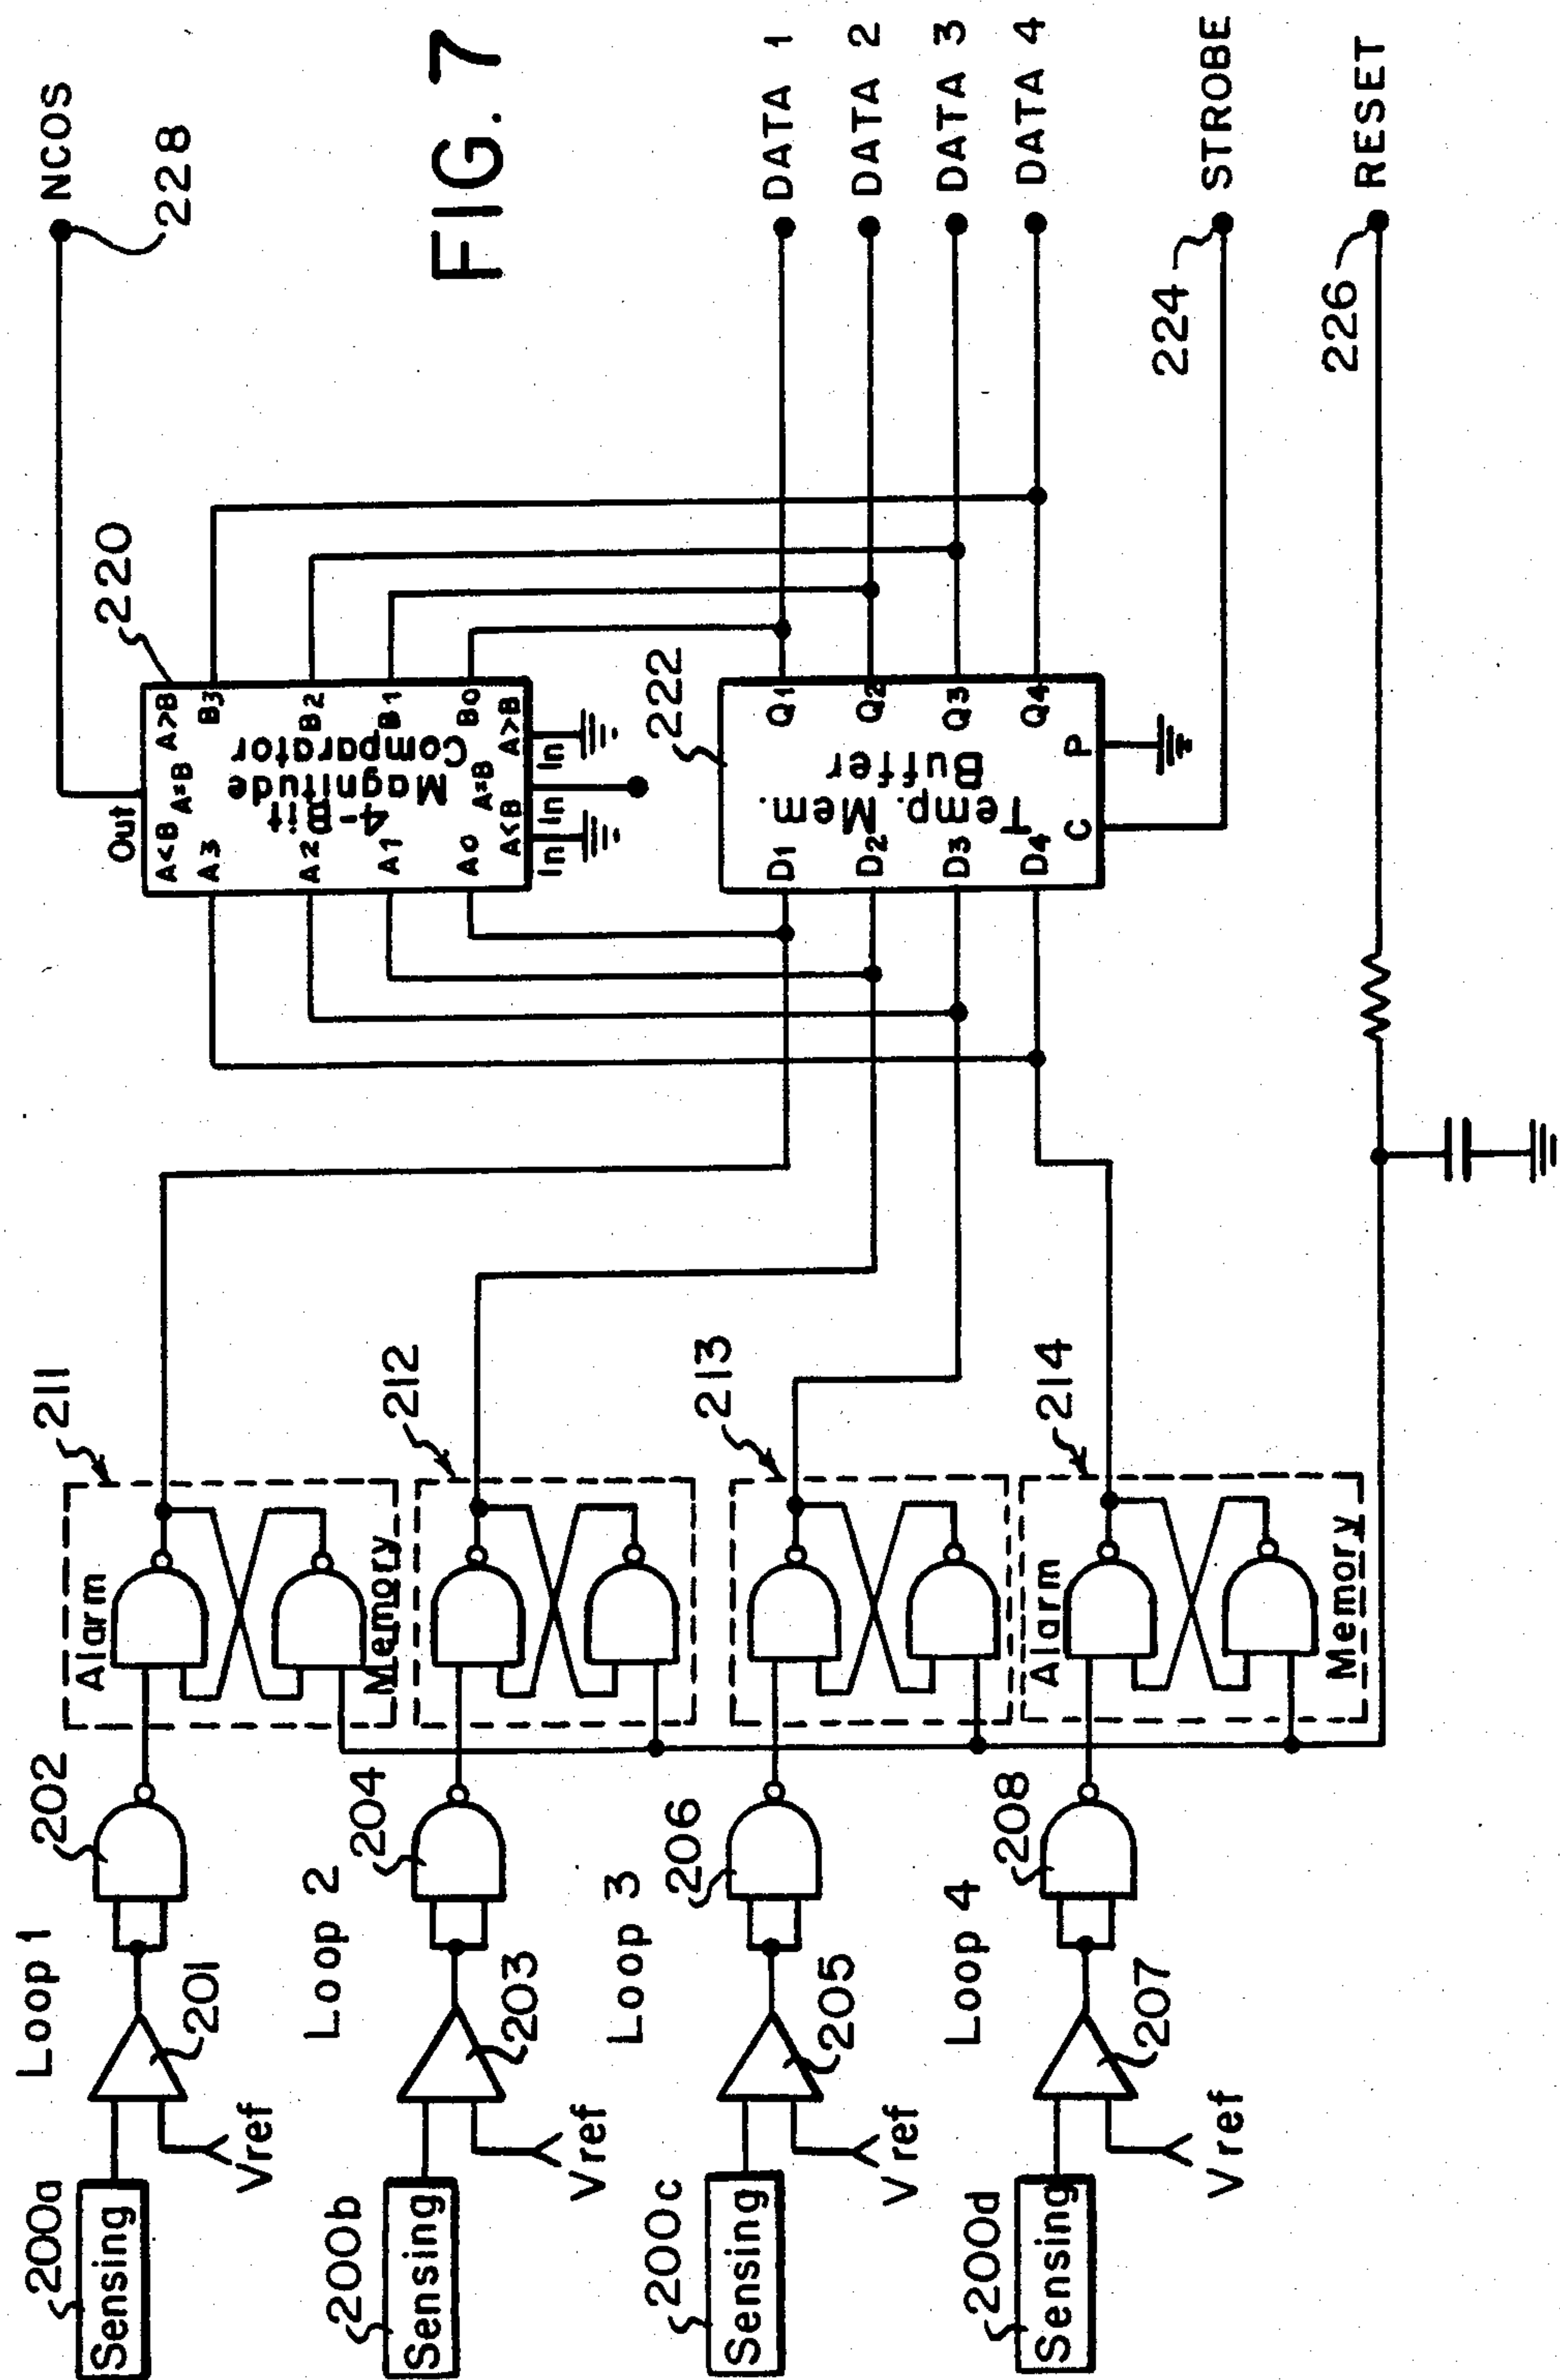 FIG. 7
NCOS
228
220
Out
A<B
A=B
A>B
A3
A2
A1
A0
B3
B2
B1
B0
4-Bit
Magnitude
Comparator
A<B
A=B
A>B
In
In
In
222
D1
D2
D3
D4
Q1
Q2
Q3
Q4
Temp. Mem.
Buffer
C
P
DATA 1
DATA 2
DATA 3
DATA 4
224
STROBE
226
RESET
211
Alarm
Memory
212
213
214
Alarm
Memory
Loop 1
200a
Sensing
Vref
201
202
Loop 2
200b
Sensing
Vref
203
204
Loop 3
200c
Sensing
Vref
205
206
Loop 4
200d
Sensing
Vref
207
208